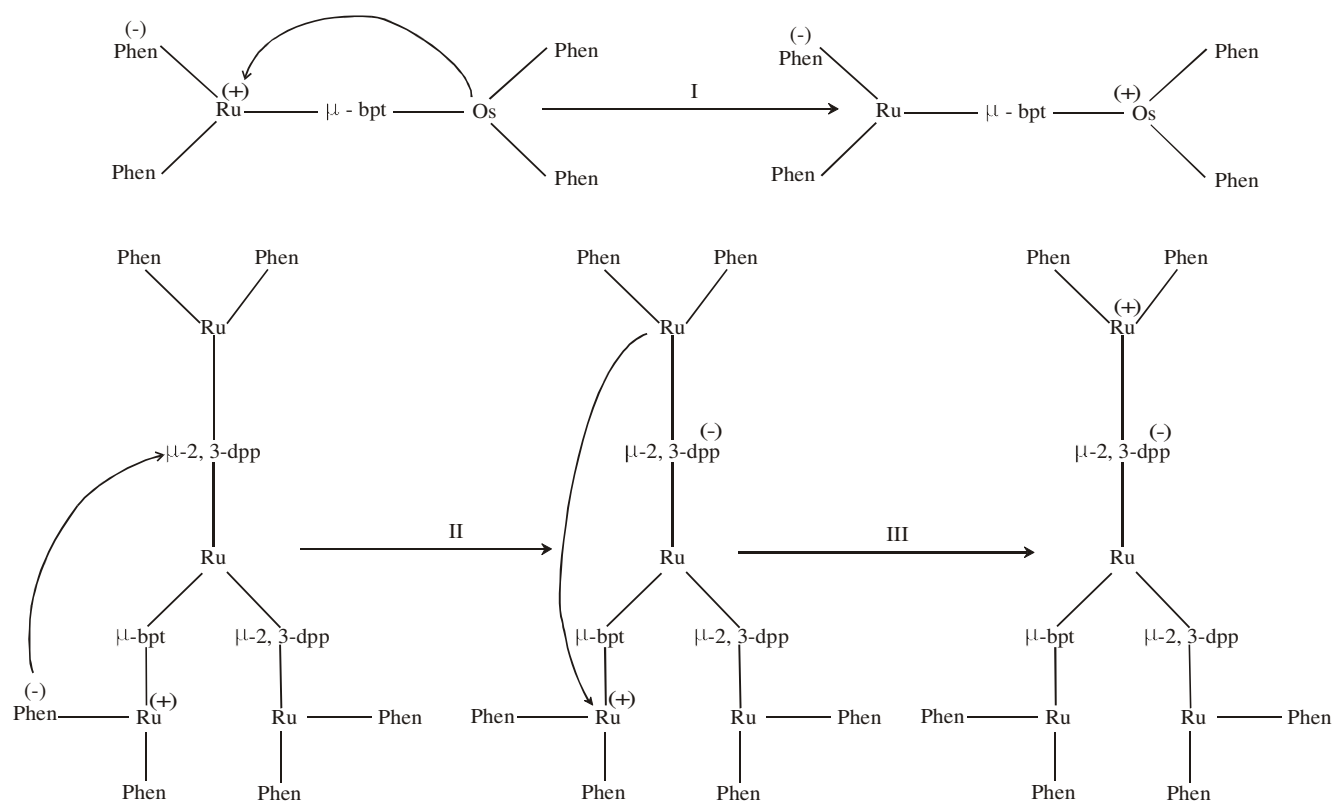 (-) (-)
Phen Phen Phen Phen
(+) (+)
Ru μ - bpt Os I Ru μ - bpt Os
Phen Phen Phen Phen
Phen Phen Phen Phen Phen Phen
(+)
Ru Ru Ru
(-) (-)
μ-2, 3-dpp μ-2, 3-dpp μ-2, 3-dpp
II III
Ru Ru Ru
μ-bpt μ-2, 3-dpp μ-bpt μ-2, 3-dpp μ-bpt μ-2, 3-dpp
(-) (+) (+)
Phen Ru Ru Phen Phen Ru Ru Phen Phen Ru Ru Phen
Phen Phen Phen Phen Phen Phen